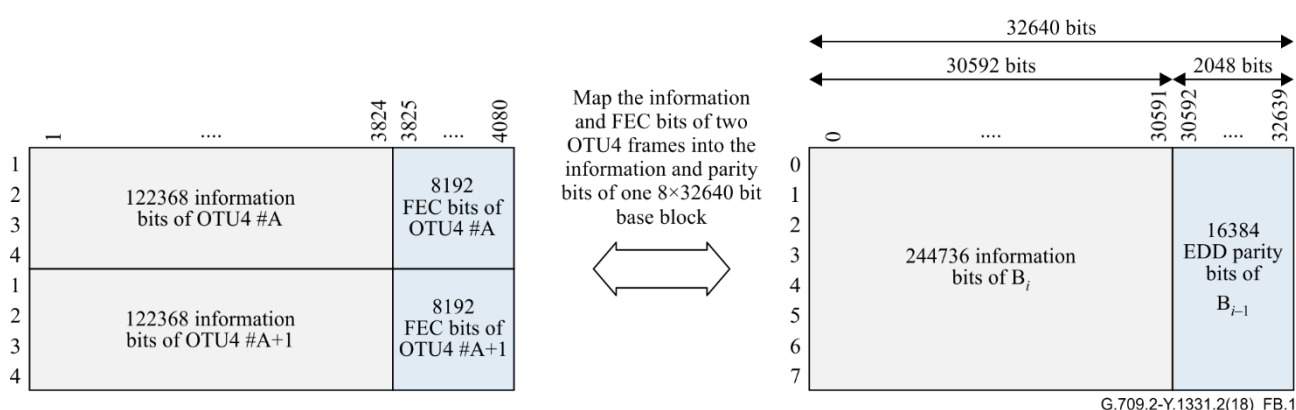 32640 bits
30592 bits
2048 bits
1
....
3824
3825
....
4080
Map the information
and FEC bits of two
OTU4 frames into the
information and parity
bits of one 8×32640 bit
base block
0
....
30591
30592
....
32639
1
2
3
4
122368 information
bits of OTU4 #A
8192
FEC bits of
OTU4 #A
1
2
3
4
122368 information
bits of OTU4 #A+1
8192
FEC bits of
OTU4 #A+1
0
1
2
3
4
5
6
7
244736 information
bits of Bi
16384
EDD parity
bits of
Bi–1
G.709.2-Y.1331.2(18)_FB.1